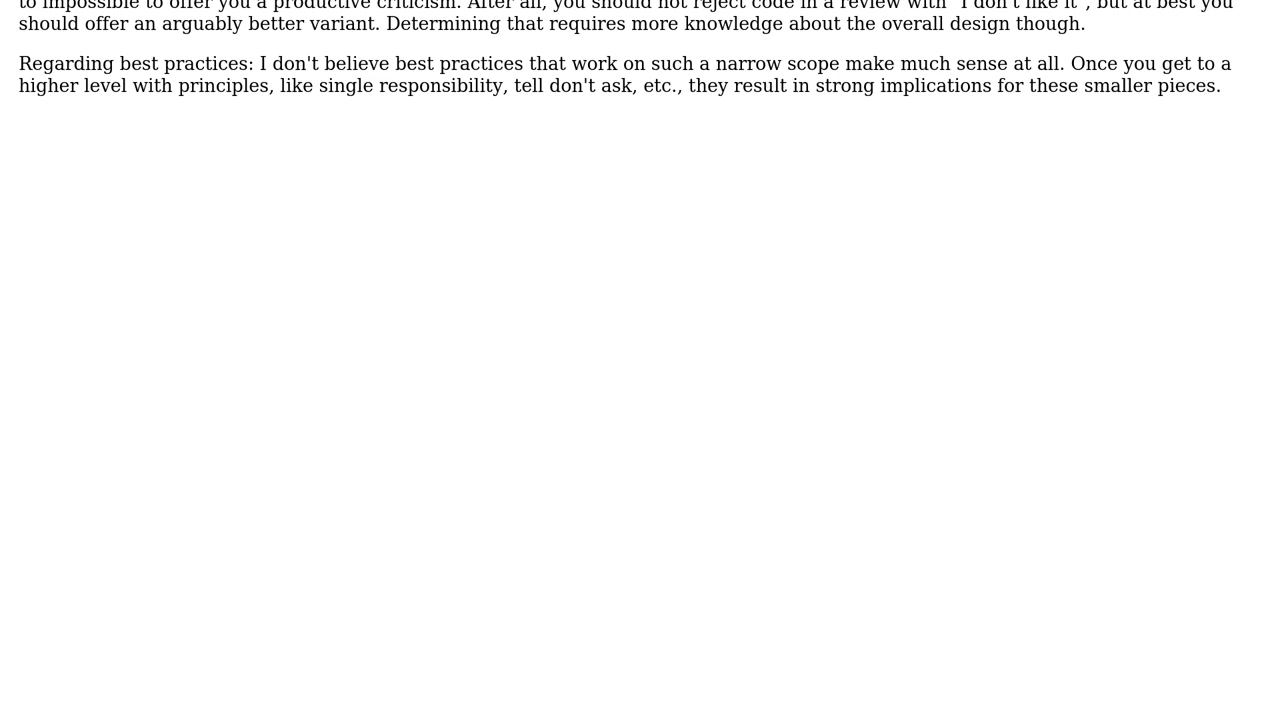 to impossible to offer you a productive criticism. After all, you should not reject code in a review with "I don't like it", but at best you
should offer an arguably better variant. Determining that requires more knowledge about the overall design though.
Regarding best practices: I don't believe best practices that work on such a narrow scope make much sense at all. Once you get to a
higher level with principles, like single responsibility, tell don't ask, etc., they result in strong implications for these smaller pieces.